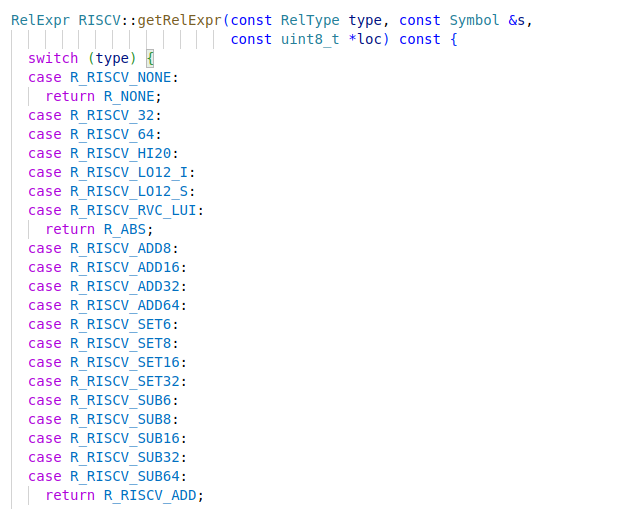 RelExpr RISCV::getRelExpr(const RelType type, const Symbol &s,
                          const uint8_t *loc) const {
  switch (type) {
  case R_RISCV_NONE:
    return R_NONE;
  case R_RISCV_32:
  case R_RISCV_64:
  case R_RISCV_HI20:
  case R_RISCV_LO12_I:
  case R_RISCV_LO12_S:
  case R_RISCV_RVC_LUI:
    return R_ABS;
  case R_RISCV_ADD8:
  case R_RISCV_ADD16:
  case R_RISCV_ADD32:
  case R_RISCV_ADD64:
  case R_RISCV_SET6:
  case R_RISCV_SET8:
  case R_RISCV_SET16:
  case R_RISCV_SET32:
  case R_RISCV_SUB6:
  case R_RISCV_SUB8:
  case R_RISCV_SUB16:
  case R_RISCV_SUB32:
  case R_RISCV_SUB64:
    return R_RISCV_ADD;